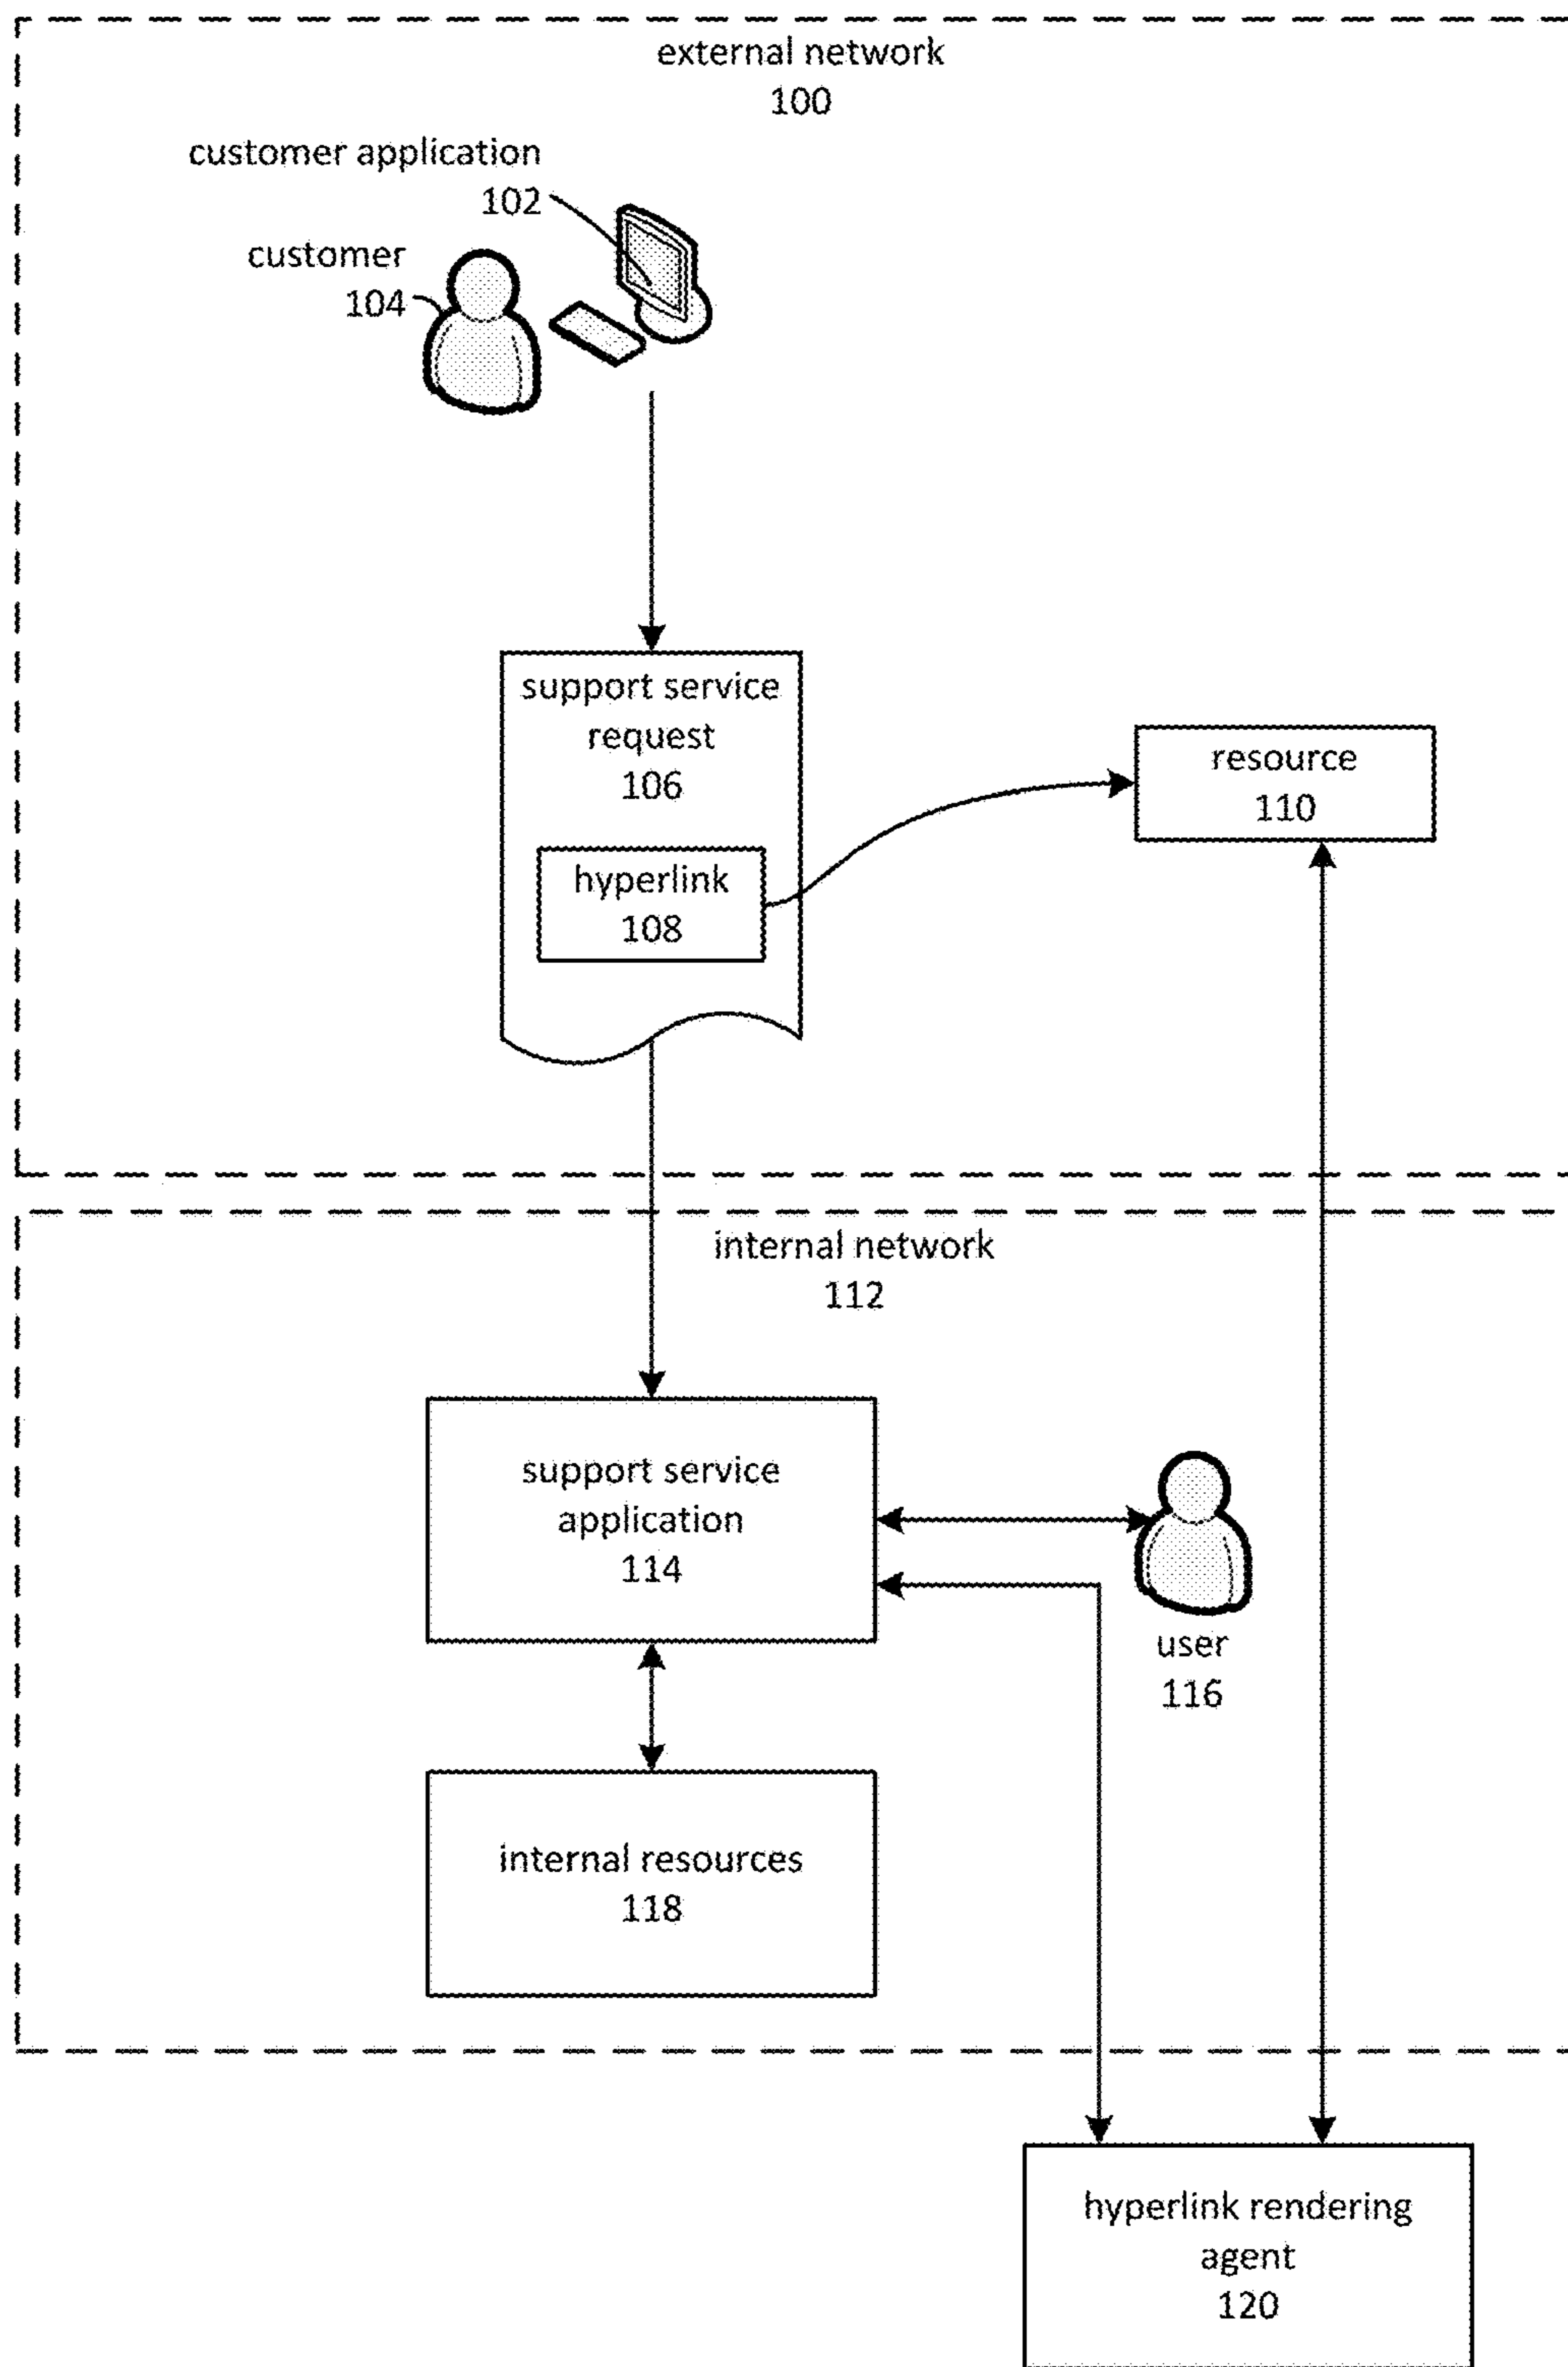 external network
100
customer application
102
customer
104
support service
request
106
resource
110
hyperlink
108
internal network
112
support service
application
114
user
116
internal resources
118
hyperlink rendering
agent
120